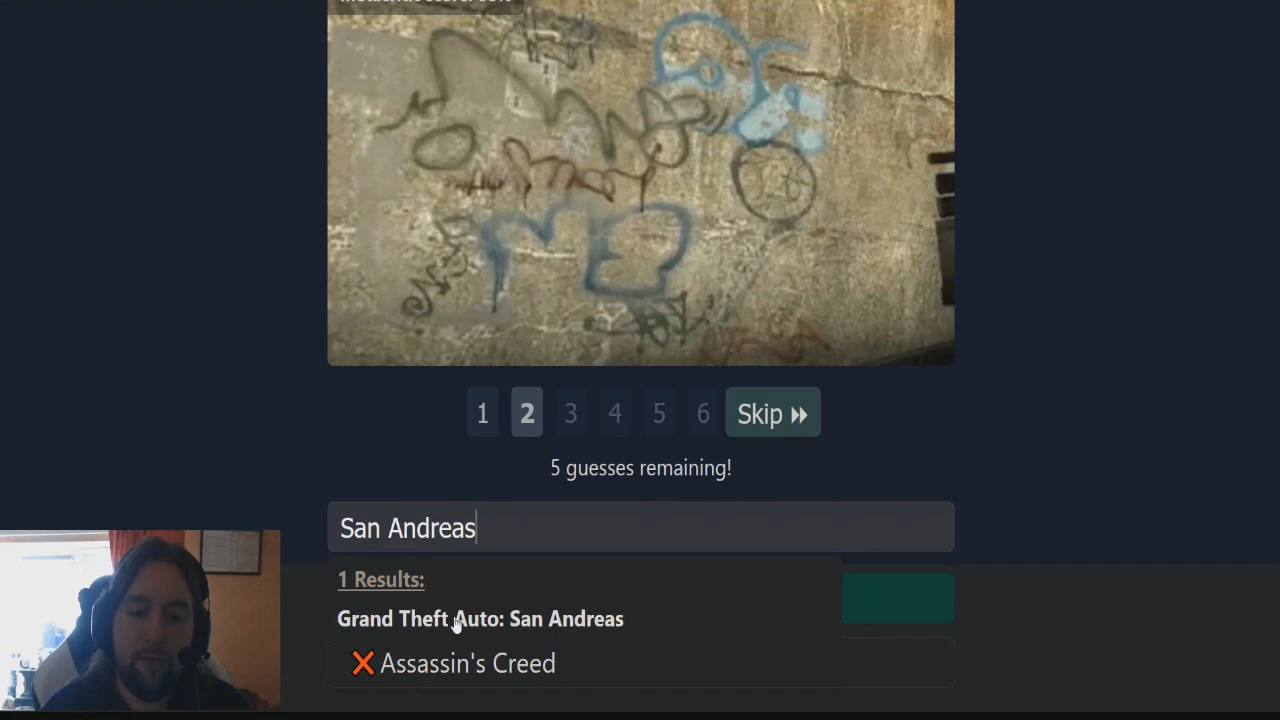 1 2 3 4 5 6 Skip
5 guesses remaining!
San Andreas
1 Results:
Grand Theft Auto: San Andreas
Assassin's Creed